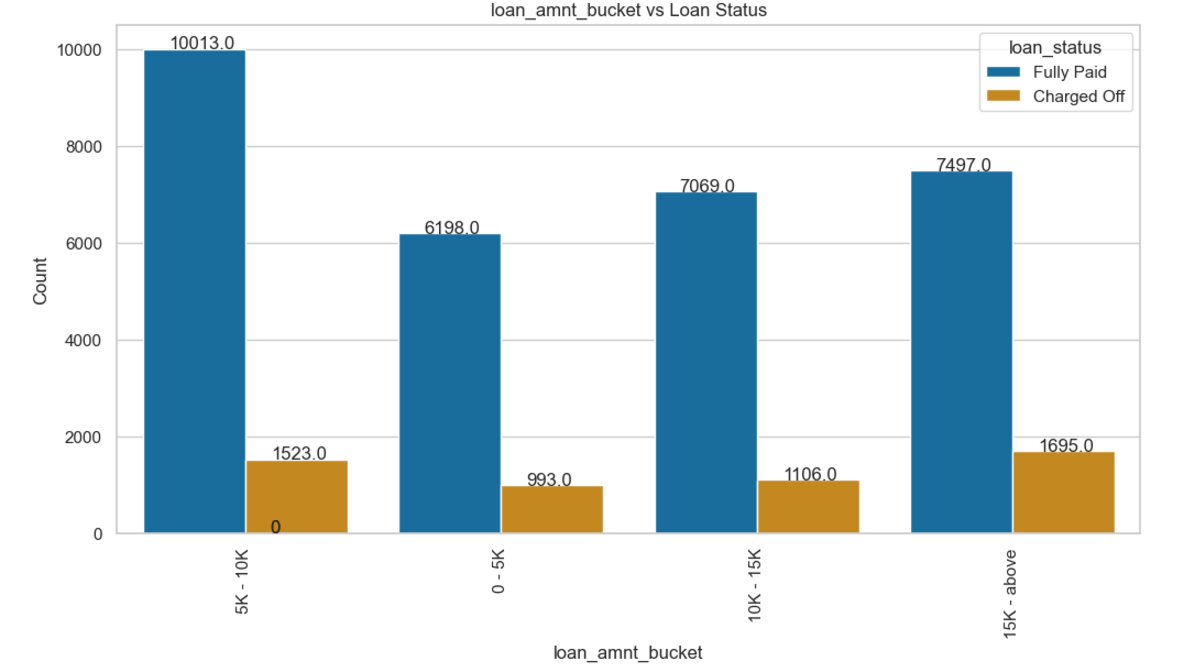 loan_amnt_bucket vs Loan Status
loan_status
Fully Paid
Charged Off
Count
10000
8000
6000
4000
2000
0
10013.0
1523.0
0
6198.0
993.0
7069.0
1106.0
7497.0
1695.0
5K - 10K
0 - 5K
10K - 15K
15K - above
loan_amnt_bucket